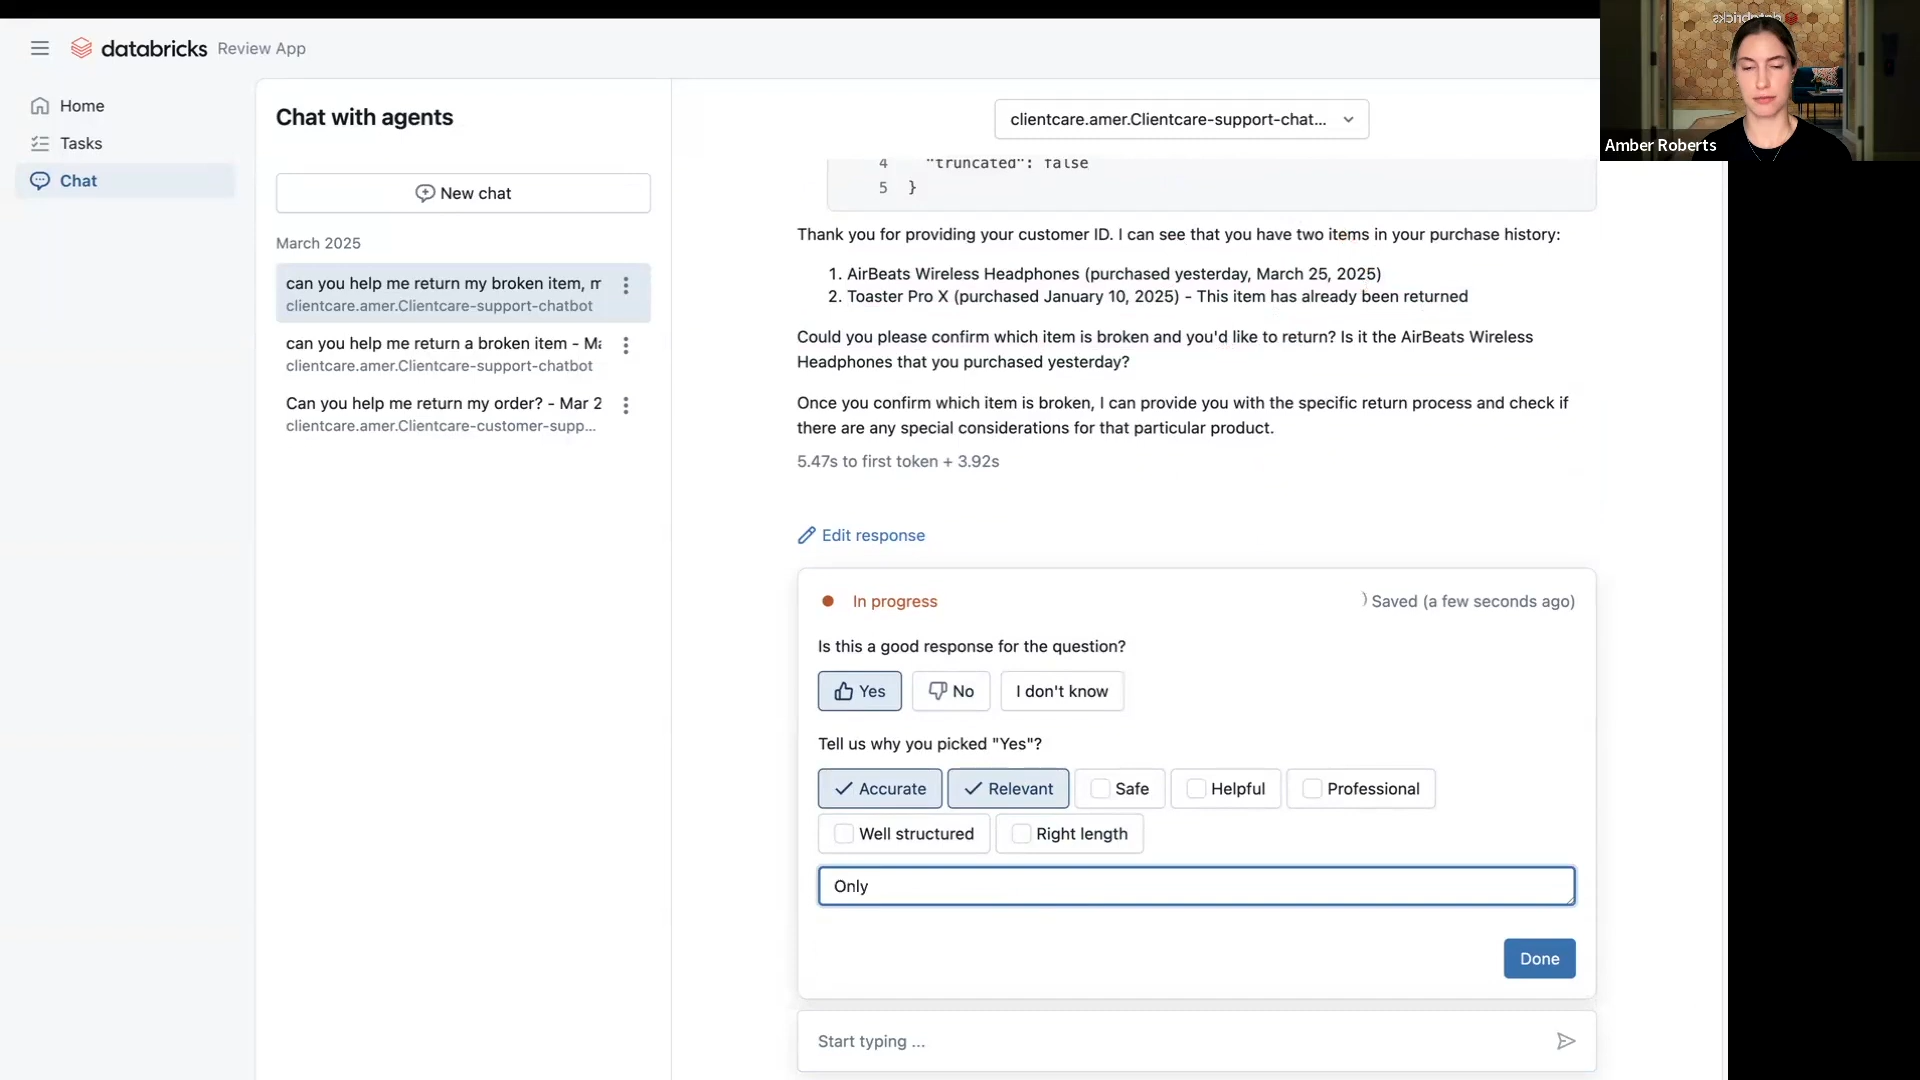 databricks Review App
Home
Tasks
Chat
Chat with agents
New chat
March 2025
can you help me return my broken item, m
clientcare.amer.Clientcare-support-chatbot
can you help me return a broken item - Ma
clientcare.amer.Clientcare-support-chatbot
Can you help me return my order? - Mar 2
clientcare.amer.Clientcare-customer-supp...
clientcare.amer.Clientcare-support-chat...
4 "truncated": false
5 }
Thank you for providing your customer ID. I can see that you have two items in your purchase history:
1. AirBeats Wireless Headphones (purchased yesterday, March 25, 2025)
2. Toaster Pro X (purchased January 10, 2025) - This item has already been returned
Could you please confirm which item is broken and you'd like to return? Is it the AirBeats Wireless
Headphones that you purchased yesterday?
Once you confirm which item is broken, I can provide you with the specific return process and check if
there are any special considerations for that particular product.
5.47s to first token + 3.92s
Edit response
In progress
Saved (a few seconds ago)
Is this a good response for the question?
Yes
No
I don't know
Tell us why you picked "Yes"?
Accurate
Relevant
Safe
Helpful
Professional
Well structured
Right length
Only
Done
Start typing ...
databricks
Amber Roberts